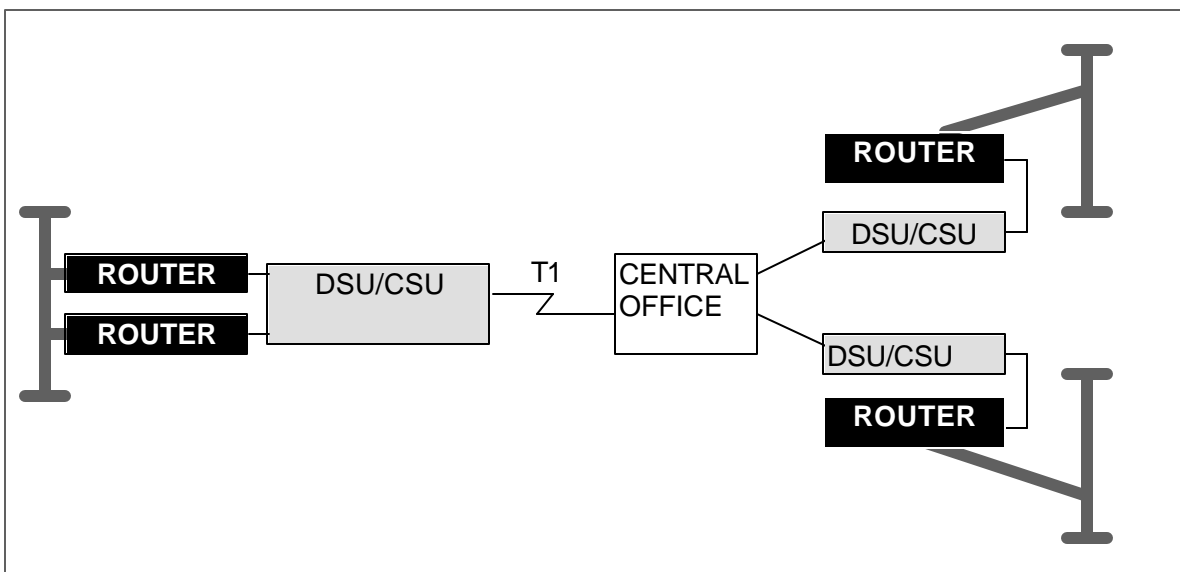 ROUTER
DSU/CSU
ROUTER
ROUTER
DSU/CSU
T1
CENTRAL
OFFICE
DSU/CSU
ROUTER